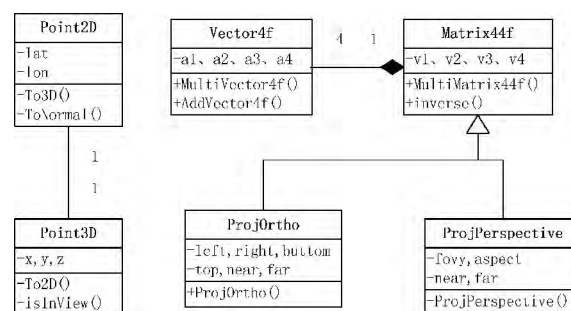 Point2D
-lat
-lon
-To3D()
-To\ormal()
1
1
Point3D
-x,y,z
-To2D()
-isInView()
Vector4f
-a1、a2、a3、a4
+MultiVector4f()
+AddVector4f()
4 1
Matrix44f
-v1、v2、v3、v4
+MultiMatrix44f()
+inverse()
ProjOrtho
-left,right,buttom
-top,near,far
+ProjOrtho()
ProjPerspective
-fovy,aspect
-near,far
-ProjPerspective()